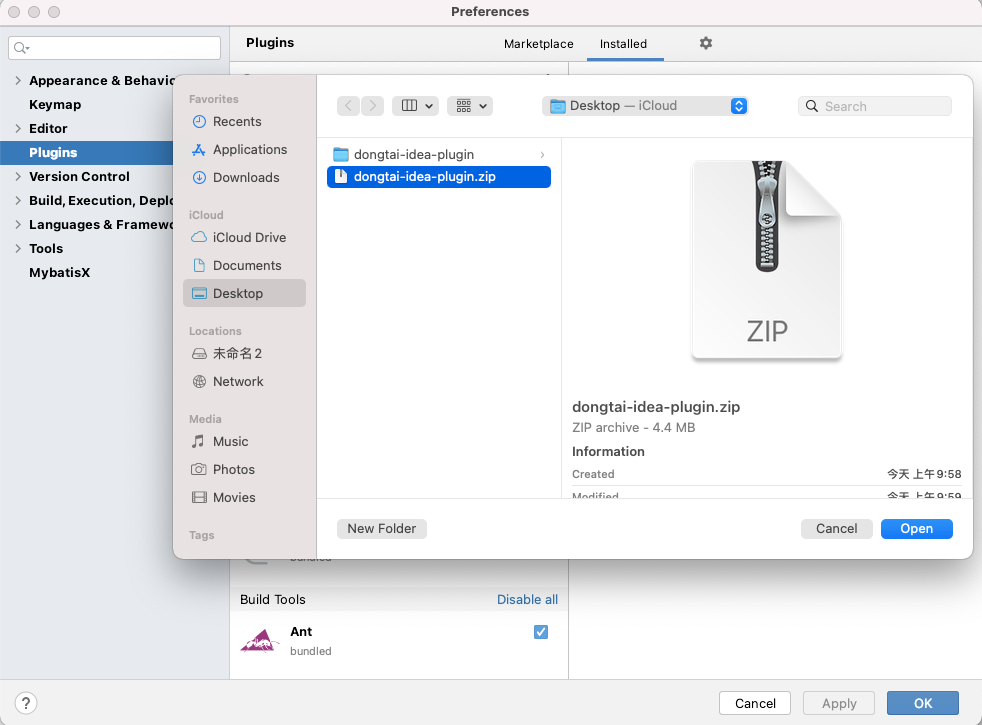 Preferences
Plugins
Marketplace
Installed
Appearance & Behavio
Keymap
Editor
Plugins
Version Control
Build, Execution, Deplo
Languages & Framewo
Tools
MybatisX
Favorites
Recents
Applications
Downloads
iCloud
iCloud Drive
Documents
Desktop
Locations
未命名 2
Network
Media
Music
Photos
Movies
Tags
Desktop — iCloud
Search
dongtai-idea-plugin
dongtai-idea-plugin.zip
ZIP
dongtai-idea-plugin.zip
ZIP archive - 4.4 MB
Information
Created 今天 上午9:58
Modified 今天 上午9:59
New Folder
Cancel
Open
bundled
Build Tools
Disable all
Ant
bundled
?
Cancel
Apply
OK